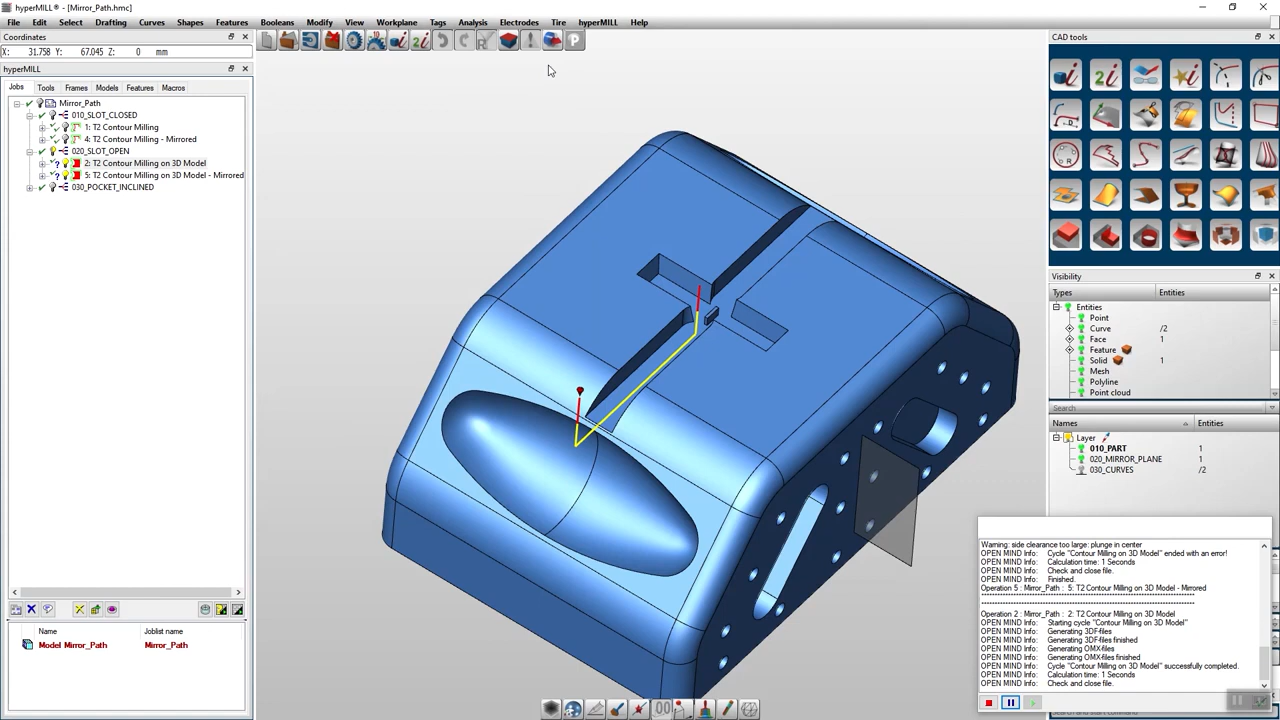 hyperMILL® - [Mirror_Path.hmc]
File Edit Select Drafting Curves Shapes Features Booleans Modify View Workplane Tags Analysis Electrodes Tire hyperMILL Help
Coordinates
X: 31.758 Y: 67.045 Z: 0 mm
hyperMILL
Jobs Tools Frames Models Features Macros
Mirror_Path
010_SLOT_CLOSED
1: T2 Contour Milling
4: T2 Contour Milling - Mirrored
020_SLOT_OPEN
2: T2 Contour Milling on 3D Model
5: T2 Contour Milling on 3D Model - Mirrored
030_POCKET_INCLINED
Name Joblist name
Model Mirror_Path Mirror_Path
CAD tools
Visibility
Types Entities
Entities
Point
Curve /2
Face 1
Feature
Solid 1
Mesh
Polyline
Point cloud
Search
Names Entities
Layer
010_PART 1
020_MIRROR_PLANE 1
030_CURVES /2
Warning: side clearance too large: plunge in center
OPEN MIND Info: Cycle "Contour Milling on 3D Model" ended with an error!
OPEN MIND Info: Calculation time: 1 Seconds
OPEN MIND Info: Check and close file.
OPEN MIND Info: Finished.
Operation 5 : Mirror_Path : 5: T2 Contour Milling on 3D Model - Mirrored
Operation 2 : Mirror_Path : 2: T2 Contour Milling on 3D Model
OPEN MIND Info: Starting cycle "Contour Milling on 3D Model"
OPEN MIND Info: Generating 3DF-files
OPEN MIND Info: Generating 3DF-files finished
OPEN MIND Info: Generating OMX-files
OPEN MIND Info: Generating OMX-files finished
OPEN MIND Info: Cycle "Contour Milling on 3D Model" successfully completed.
OPEN MIND Info: Calculation time: 1 Seconds
OPEN MIND Info: Check and close file.